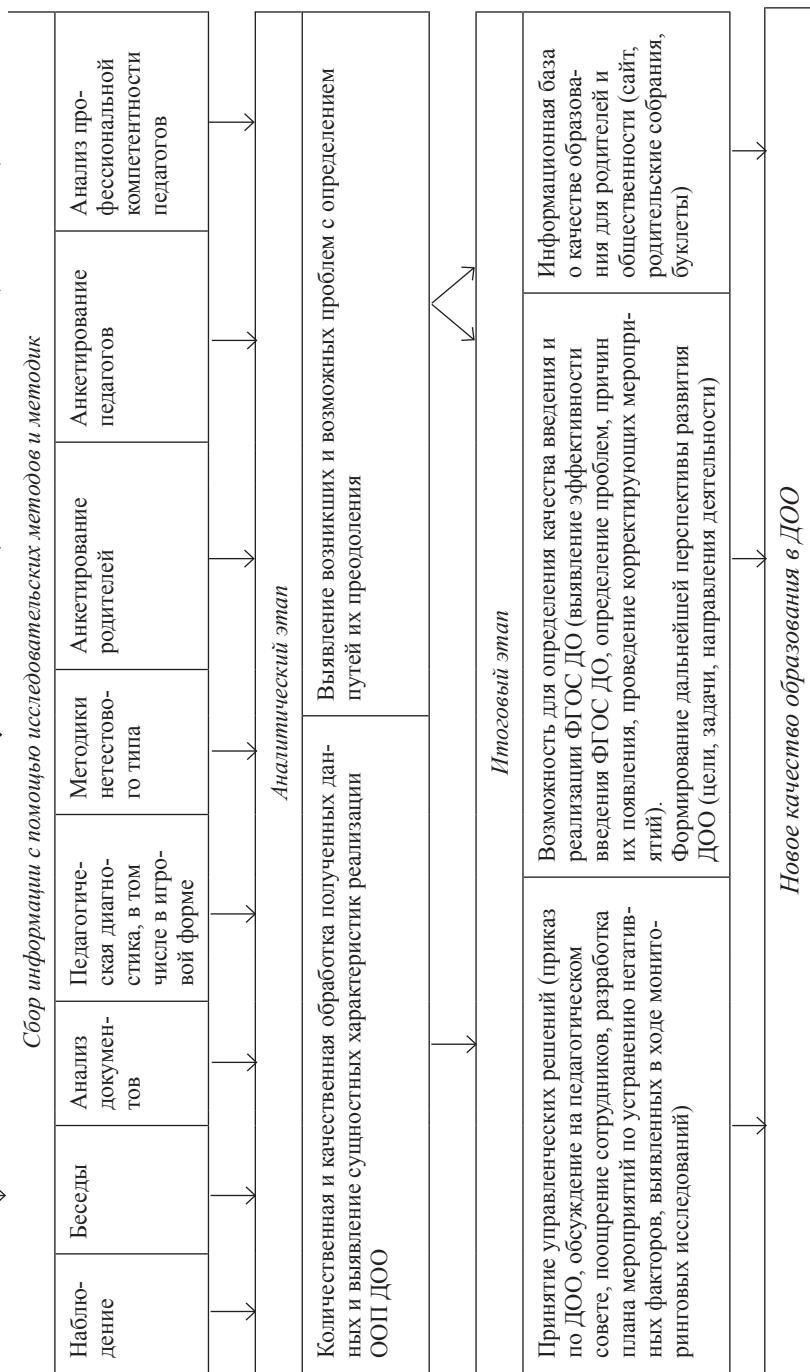 Сбор информации с помощью исследовательских методов и методик
Наблю-
дение
Беседы
Анализ
докумен-
тов
Педагогиче-
ская диагно-
стика, в том
числе в игро-
вой форме
Методики
нетестово-
го типа
Анкетирование
родителей
Анкетирование
педагогов
Анализ про-
фессиональной
компетентности
педагогов
Аналитический этап
Количественная и качественная обработка полученных дан-
ных и выявление сущностных характеристик реализации
ООП ДОО
Выявление возникших и возможных проблем с определением
путей их преодоления
Итоговый этап
Принятие управленческих решений (приказ
по ДОО, обсуждение на педагогическом
совете, поощрение сотрудников, разработка
плана мероприятий по устранению негатив-
ных факторов, выявленных в ходе монито-
ринговых исследований)
Возможность для определения качества введения и
реализации ФГОС ДО (выявление эффективности
введения ФГОС ДО, определение проблем, причин
их появления, проведение корректирующих меропри-
ятий).
Формирование дальнейшей перспективы развития
ДОО (цели, задачи, направления деятельности)
Информационная база
о качестве образова-
ния для родителей и
общественности (сайт,
родительские собрания,
буклеты)
Новое качество образования в ДОО